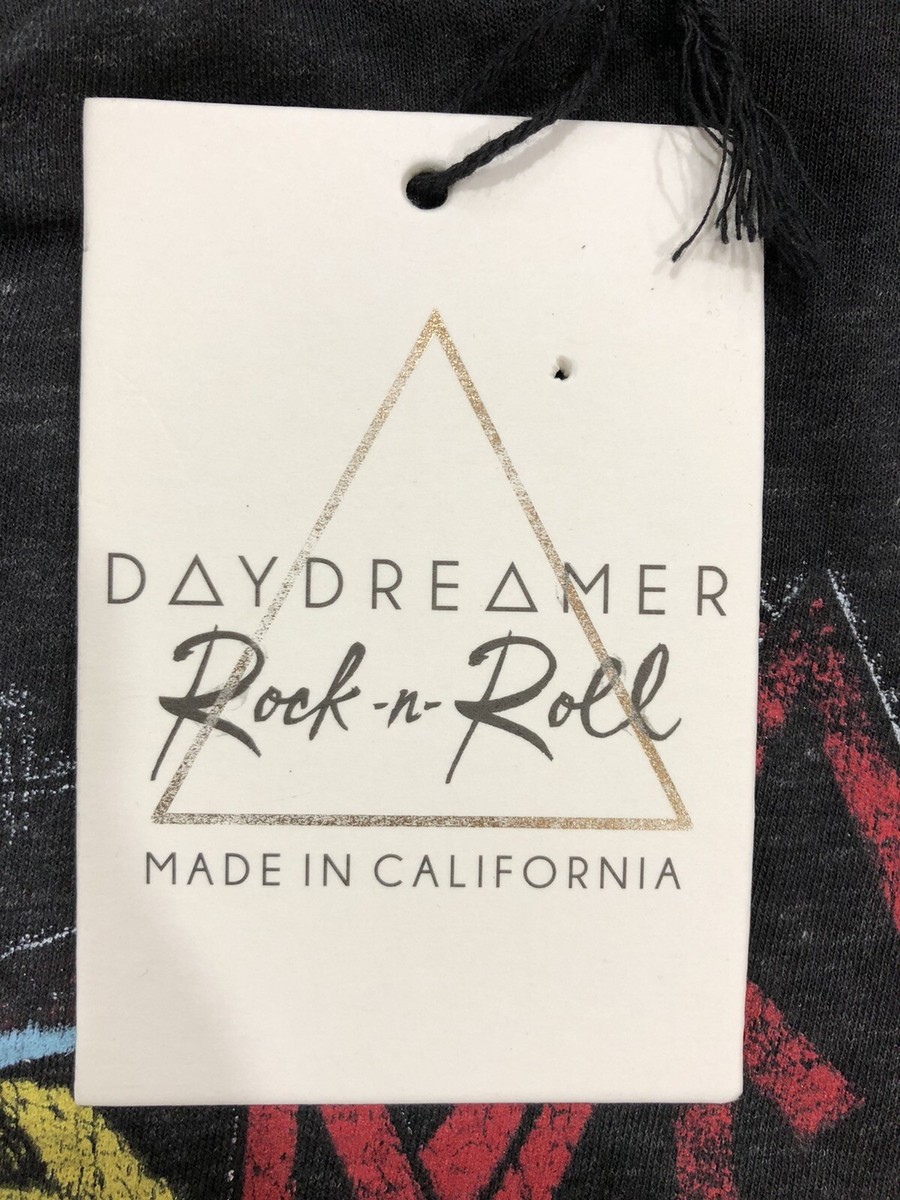 DAYDREAMER
Rock-n-Roll
MADE IN CALIFORNIA